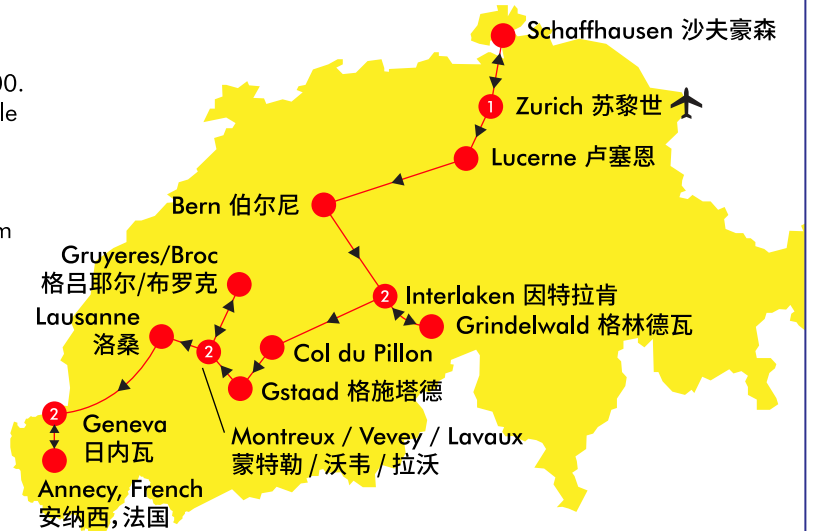 00.
le
m
Schaffhausen 沙夫豪森
1
Zurich 苏黎世
Lucerne 卢塞恩
Bern 伯尔尼
Gruyeres/Broc
格吕耶尔/布罗克
2
Interlaken 因特拉肯
Grindelwald 格林德瓦
Lausanne
洛桑
2
Col du Pillon
Gstaad 格施塔德
2
Geneva
日内瓦
Montreux / Vevey / Lavaux
蒙特勒 / 沃韦 / 拉沃
Annecy, French
安纳西，法国